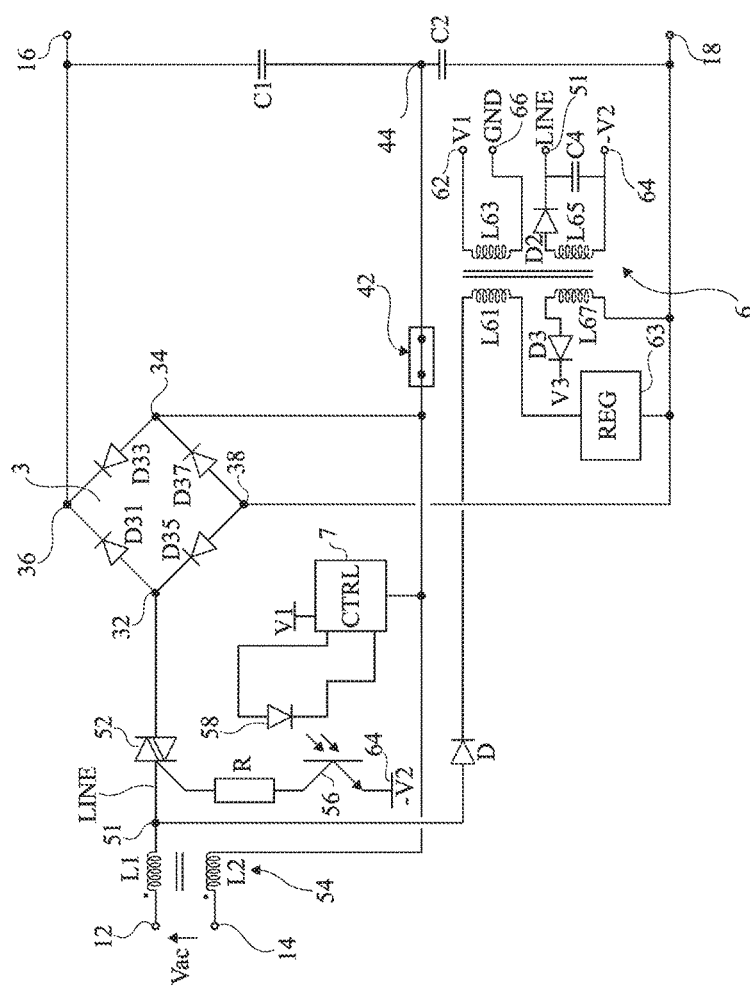 16
C1
C2
18
44
V1
62
GND
66
LINE
51
C4
-V2
64
L63
D2
L65
42
L61
L67
6
D3
V3
REG
63
34
3
D33
D37
38
36
D31
D35
32
V1
7
CTRL
52
58
R
56
64
-V2
LINE
51
D
L1
L2
54
12
Vac
14